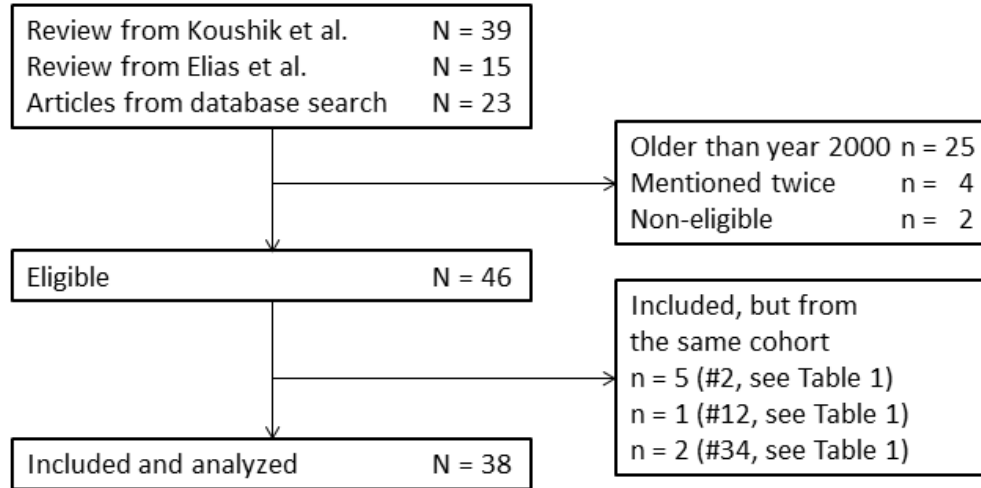 Review from Koushik et al. N = 39
Review from Elias et al. N = 15
Articles from database search N = 23
Older than year 2000 n = 25
Mentioned twice n = 4
Non-eligible n = 2
Eligible N = 46
Included, but from
the same cohort
n = 5 (#2, see Table 1)
n = 1 (#12, see Table 1)
n = 2 (#34, see Table 1)
Included and analyzed N = 38